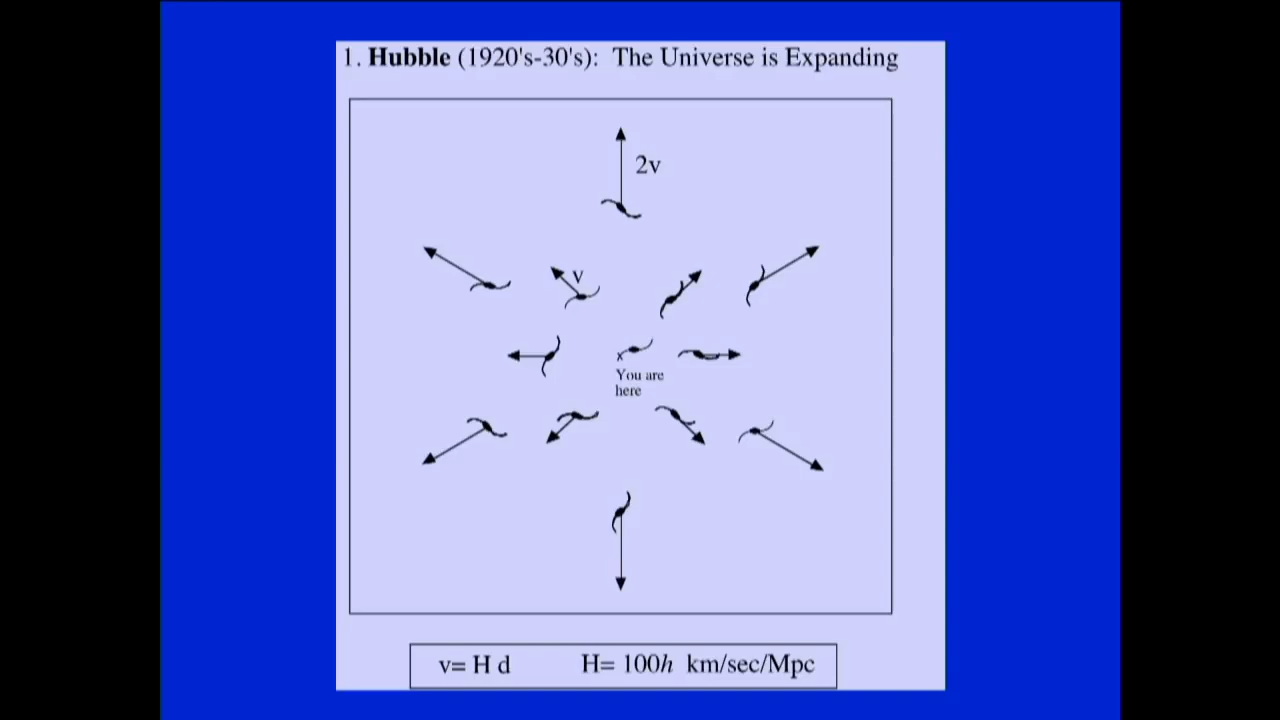 1. Hubble (1920's-30's): The Universe is Expanding
2v
v
x
You are
here
v= H d H= 100h km/sec/Mpc